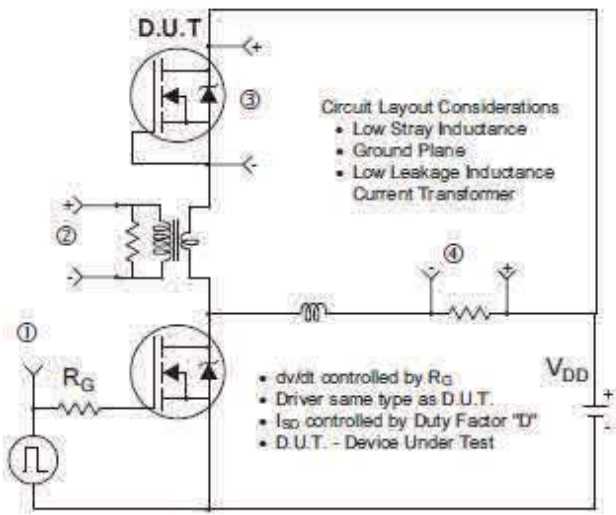 D.U.T
+
③
-
Circuit Layout Considerations
• Low Stray Inductance
• Ground Plane
• Low Leakage Inductance
Current Transformer
+
②
-
④
- +
①
RG
VDD
+
-
• dv/dt controlled by RG
• Driver same type as D.U.T.
• ISD controlled by Duty Factor "D"
• D.U.T. - Device Under Test